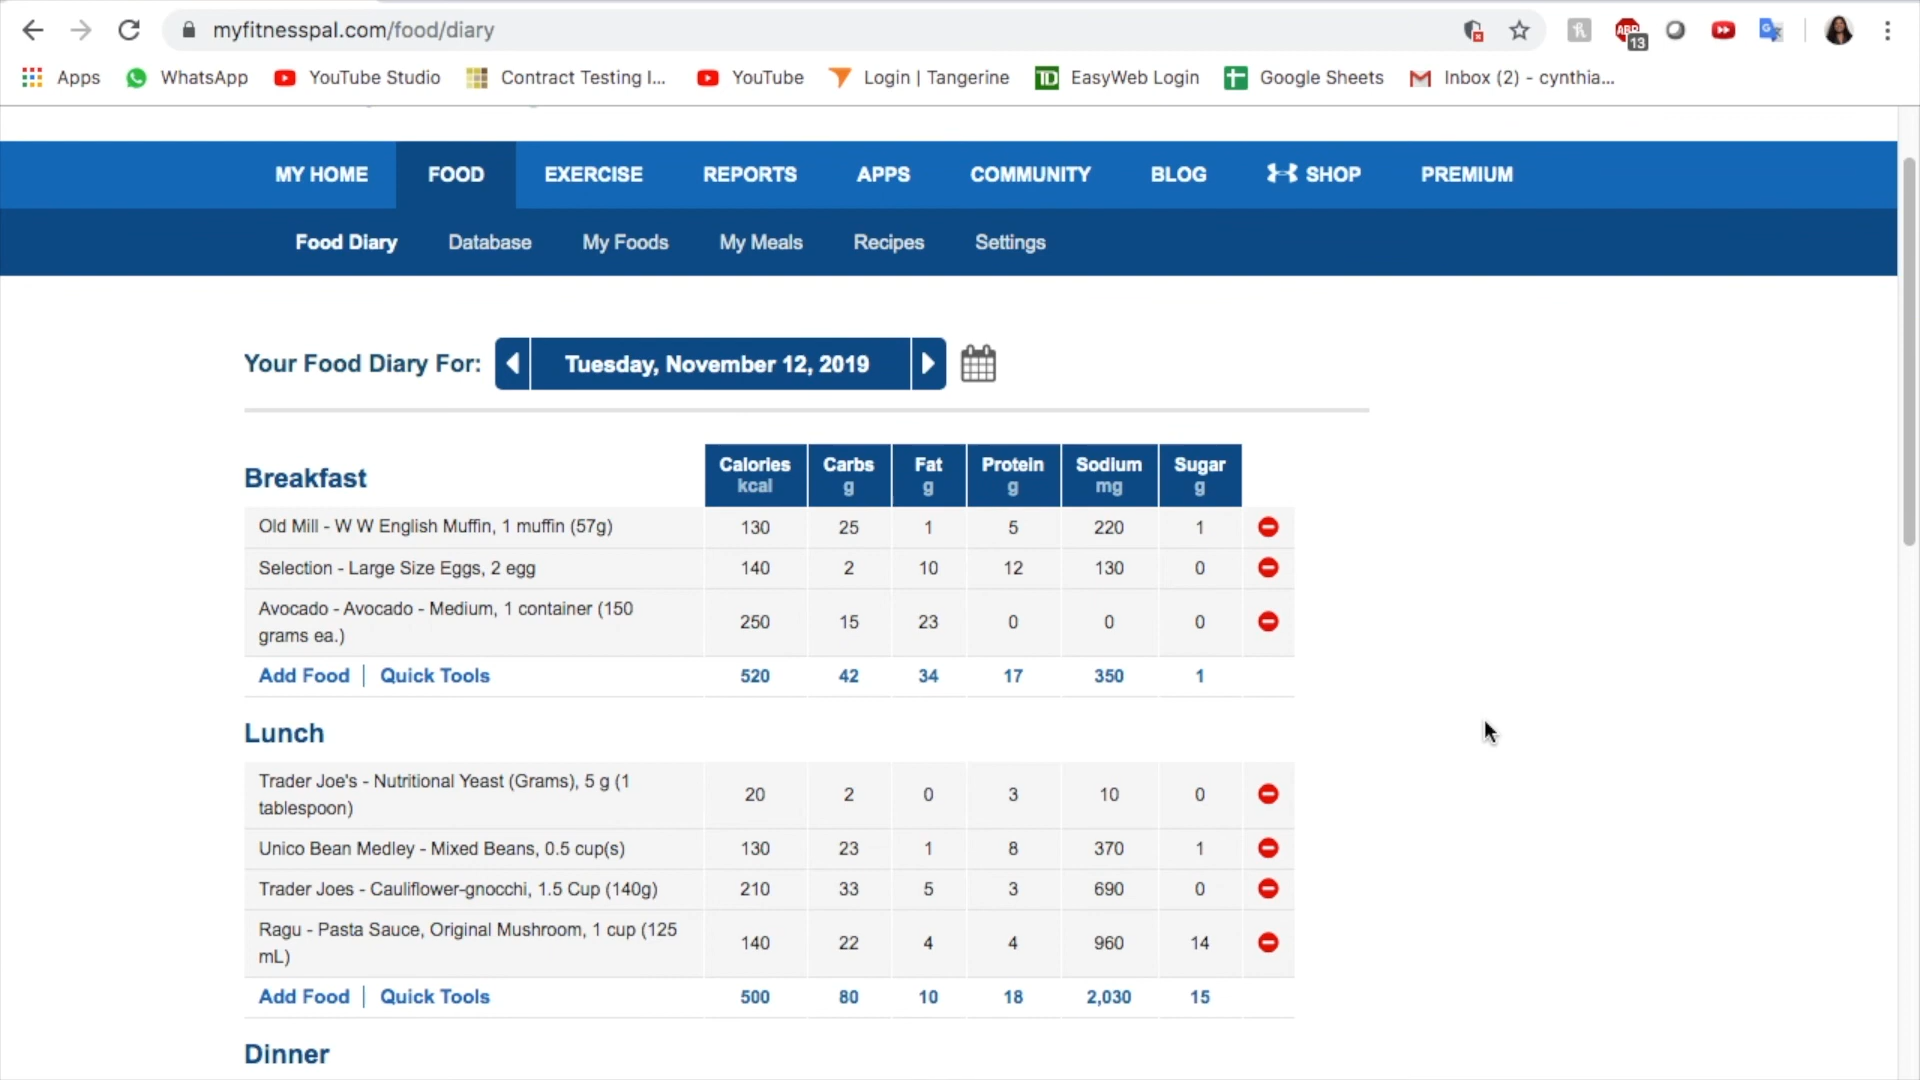 myfitnesspal.com/food/diary
ABP
13
Apps WhatsApp YouTube Studio Contract Testing I... YouTube Login | Tangerine TD EasyWeb Login Google Sheets Inbox (2) - cynthia...
MY HOME FOOD EXERCISE REPORTS APPS COMMUNITY BLOG SHOP PREMIUM
Food Diary Database My Foods My Meals Recipes Settings
Your Food Diary For: Tuesday, November 12, 2019
Breakfast Calories Carbs Fat Protein Sodium Sugar
kcal g g g mg g
Old Mill - W W English Muffin, 1 muffin (57g) 130 25 1 5 220 1
Selection - Large Size Eggs, 2 egg 140 2 10 12 130 0
Avocado - Avocado - Medium, 1 container (150
grams ea.) 250 15 23 0 0 0
Add Food | Quick Tools 520 42 34 17 350 1
Lunch
Trader Joe's - Nutritional Yeast (Grams), 5 g (1
tablespoon) 20 2 0 3 10 0
Unico Bean Medley - Mixed Beans, 0.5 cup(s) 130 23 1 8 370 1
Trader Joes - Cauliflower-gnocchi, 1.5 Cup (140g) 210 33 5 3 690 0
Ragu - Pasta Sauce, Original Mushroom, 1 cup (125
mL) 140 22 4 4 960 14
Add Food | Quick Tools 500 80 10 18 2,030 15
Dinner